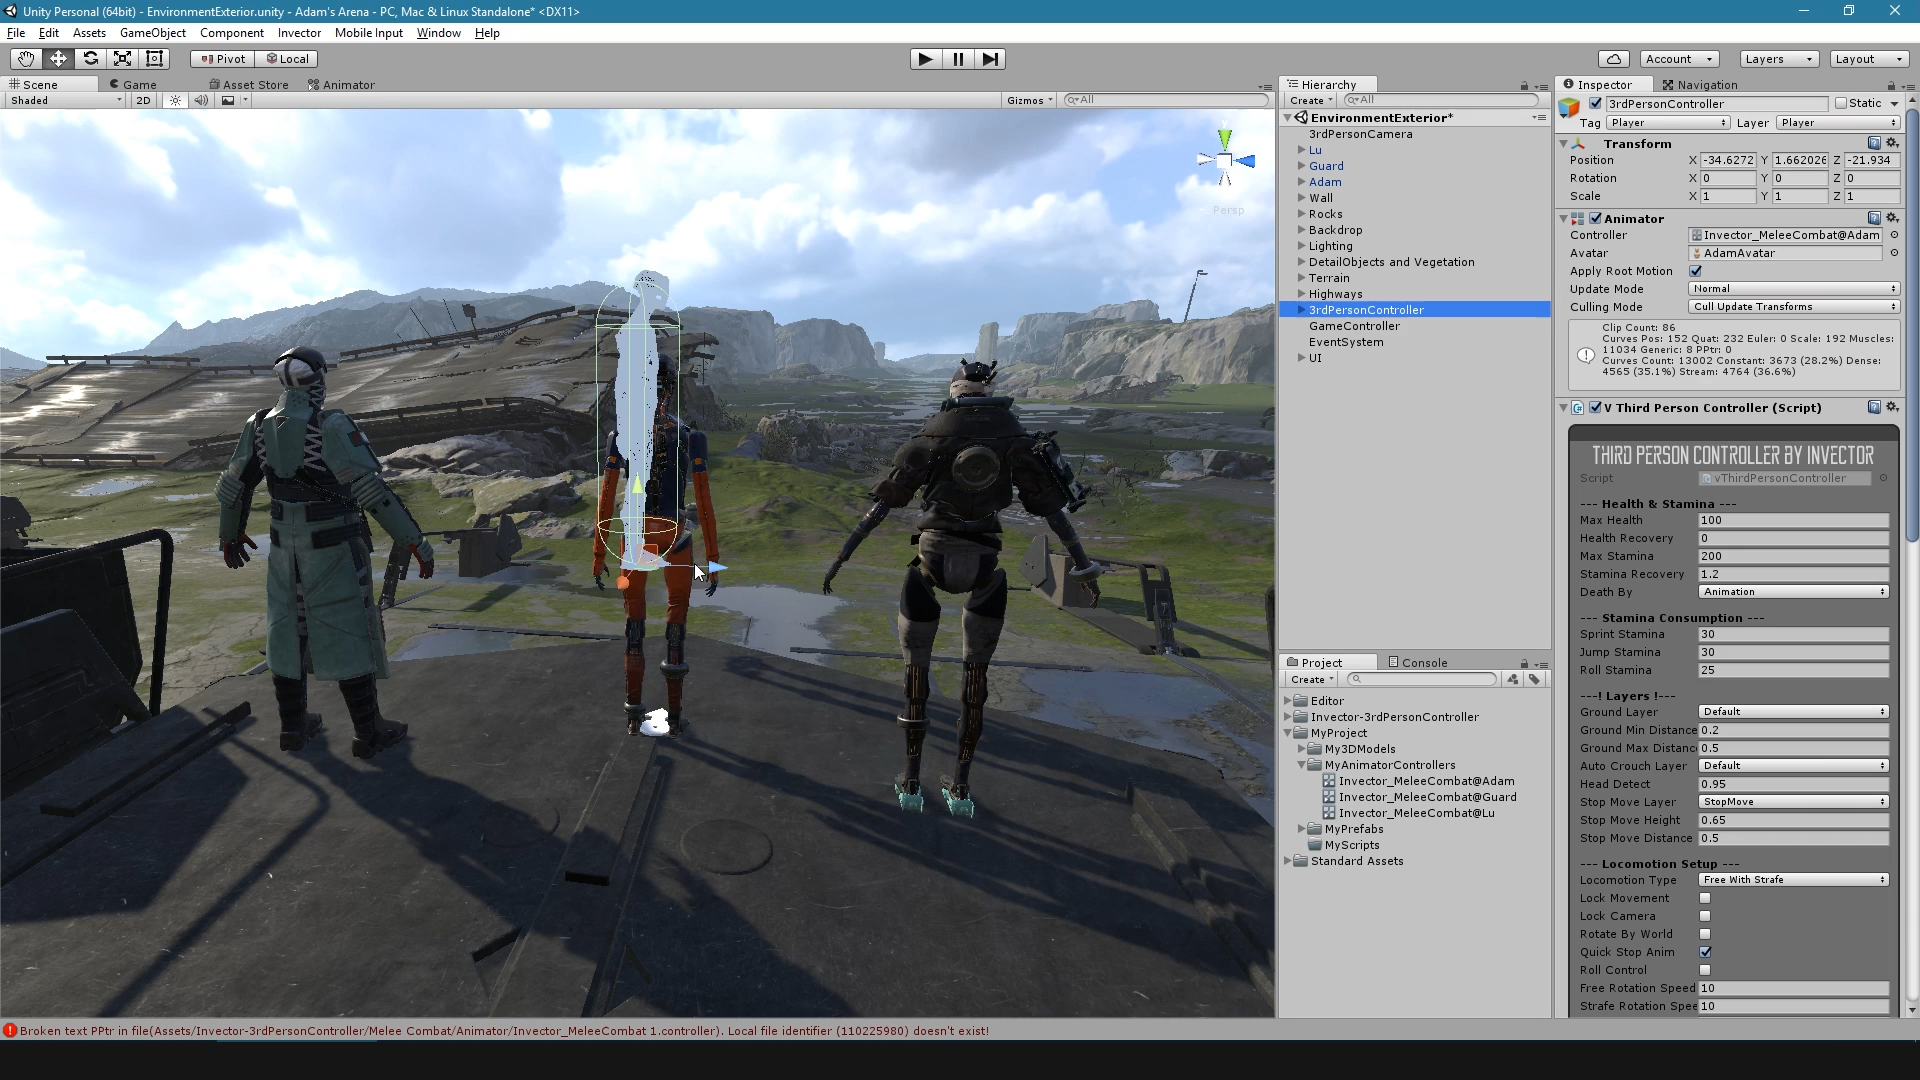 Unity Personal (64bit) - EnvironmentExterior.unity - Adam's Arena - PC, Mac & Linux Standalone* <DX11>
File Edit Assets GameObject Component Invector Mobile Input Window Help
Pivot Local Account Layers Layout
Scene Game Asset Store Animator
Shaded 2D Gizmos All
Persp
Hierarchy
Create All
EnvironmentExterior*
3rdPersonCamera
Lu
Guard
Adam
Wall
Rocks
Backdrop
Lighting
DetailObjects and Vegetation
Terrain
Highways
3rdPersonController
GameController
EventSystem
UI
Project Console
Create
Editor
Invector-3rdPersonController
MyProject
My3DModels
MyAnimatorControllers
Invector_MeleeCombat@Adam
Invector_MeleeCombat@Guard
Invector_MeleeCombat@Lu
MyPrefabs
MyScripts
Standard Assets
Inspector Navigation
3rdPersonController Static
Tag Player Layer Player
Transform
Position X -34.6272 Y 1.662026 Z -21.934
Rotation X 0 Y 0 Z 0
Scale X 1 Y 1 Z 1
Animator
Controller Invector_MeleeCombat@Adam
Avatar AdamAvatar
Apply Root Motion
Update Mode Normal
Culling Mode Cull Update Transforms
Clip Count: 86
Curves Pos: 152 Quat: 232 Euler: 0 Scale: 192 Muscles:
11034 Generic: 8 PPtr: 0
Curves Count: 13002 Constant: 3673 (28.2%) Dense:
4565 (35.1%) Stream: 4764 (36.6%)
V Third Person Controller (Script)
THIRD PERSON CONTROLLER BY INVECTOR
Script vThirdPersonController
--- Health & Stamina ---
Max Health 100
Health Recovery 0
Max Stamina 200
Stamina Recovery 1.2
Death By Animation
--- Stamina Consumption ---
Sprint Stamina 30
Jump Stamina 30
Roll Stamina 25
---! Layers !---
Ground Layer Default
Ground Min Distance 0.2
Ground Max Distanc 0.5
Auto Crouch Layer Default
Head Detect 0.95
Stop Move Layer StopMove
Stop Move Height 0.65
Stop Move Distance 0.5
--- Locomotion Setup ---
Locomotion Type Free With Strafe
Lock Movement
Lock Camera
Rotate By World
Quick Stop Anim
Roll Control
Free Rotation Speed 10
Strafe Rotation Spee 10
Broken text PPtr in file(Assets/Invector-3rdPersonController/Melee Combat/Animator/Invector_MeleeCombat 1.controller). Local file identifier (110225980) doesn't exist!